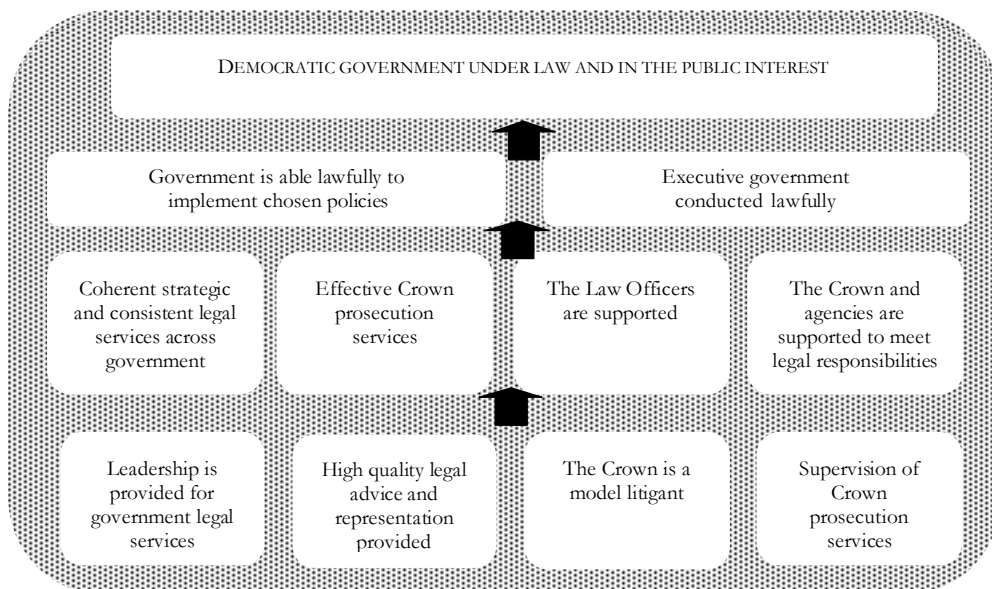 DEMOCRATIC GOVERNMENT UNDER LAW AND IN THE PUBLIC INTEREST
Government is able lawfully to
implement chosen policies
Executive government
conducted lawfully
Coherent strategic
and consistent legal
services across
government
Effective Crown
prosecution
services
The Law Officers
are supported
The Crown and
agencies are
supported to meet
legal responsibilities
Leadership is
provided for
government legal
services
High quality legal
advice and
representation
provided
The Crown is a
model litigant
Supervision of
Crown
prosecution
services